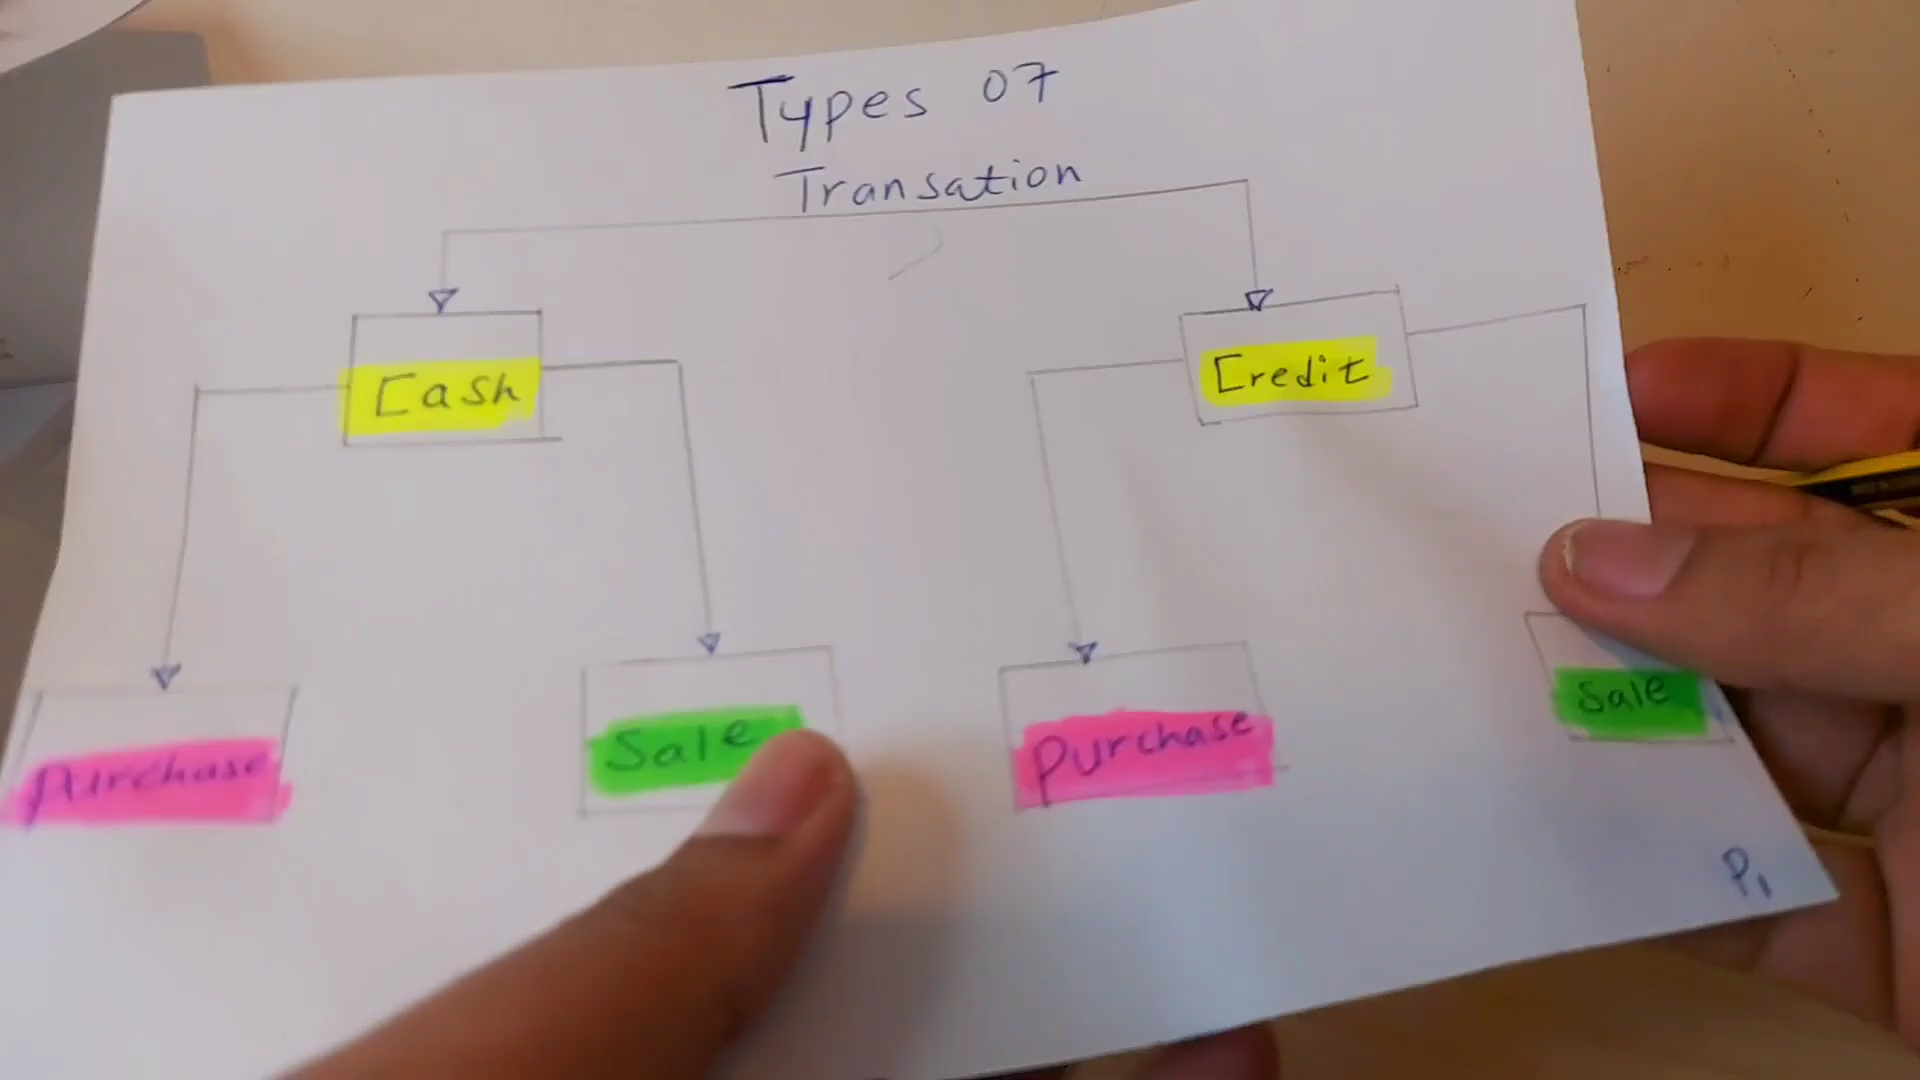 Types of
Transation
Cash
Credit
Purchase
Sale
Purchase
Sale
P1